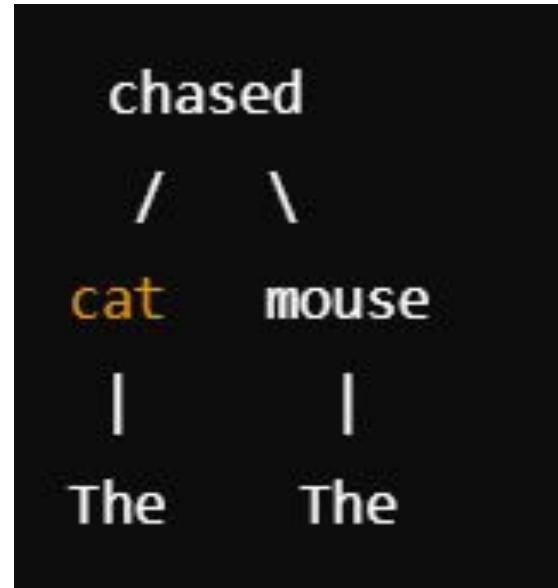 chased
/ \
cat mouse
| |
The The